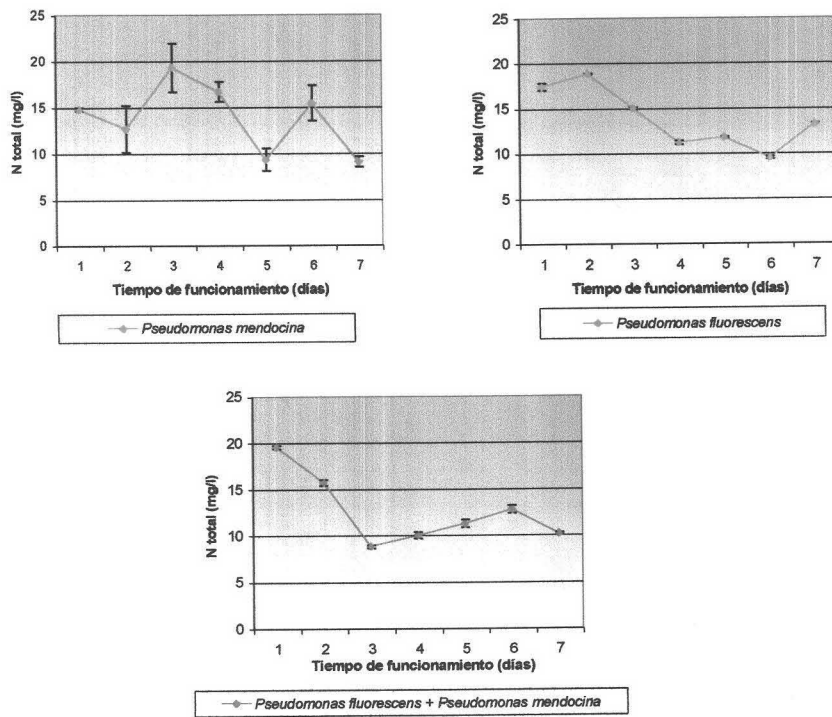 N total (mg/l)
25
20
15
10
5
0
1 2 3 4 5 6 7
Tiempo de funcionamiento (días)
Pseudomonas mendocina
N total (mg/l)
25
20
15
10
5
0
1 2 3 4 5 6 7
Tiempo de funcionamiento (días)
Pseudomonas fluorescens
N total (mg/l)
25
20
15
10
5
0
1 2 3 4 5 6 7
Tiempo de funcionamiento (días)
Pseudomonas fluorescens + Pseudomonas mendocina